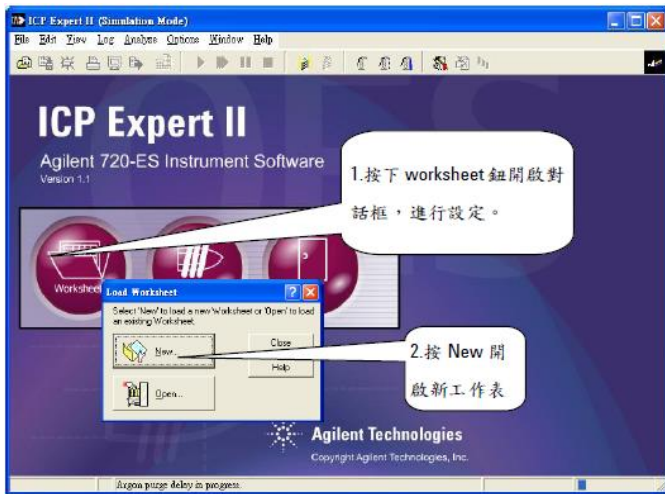 ICP Expert II (Simulation Mode)
File Edit View Log Analyze Options Window Help
ICP Expert II
Agilent 720-ES Instrument Software
Version 1.1
1.按下 worksheet 鈕開啟對
話框，進行設定。
Worksheet
Load Worksheet
Select 'New' to load a new Worksheet or 'Open' to load
an existing Worksheet.
New...
Close
Help
Open...
2.按 New 開
啟新工作表
Agilent Technologies
Copyright Agilent Technologies, Inc.
Argon purge delay in progress.